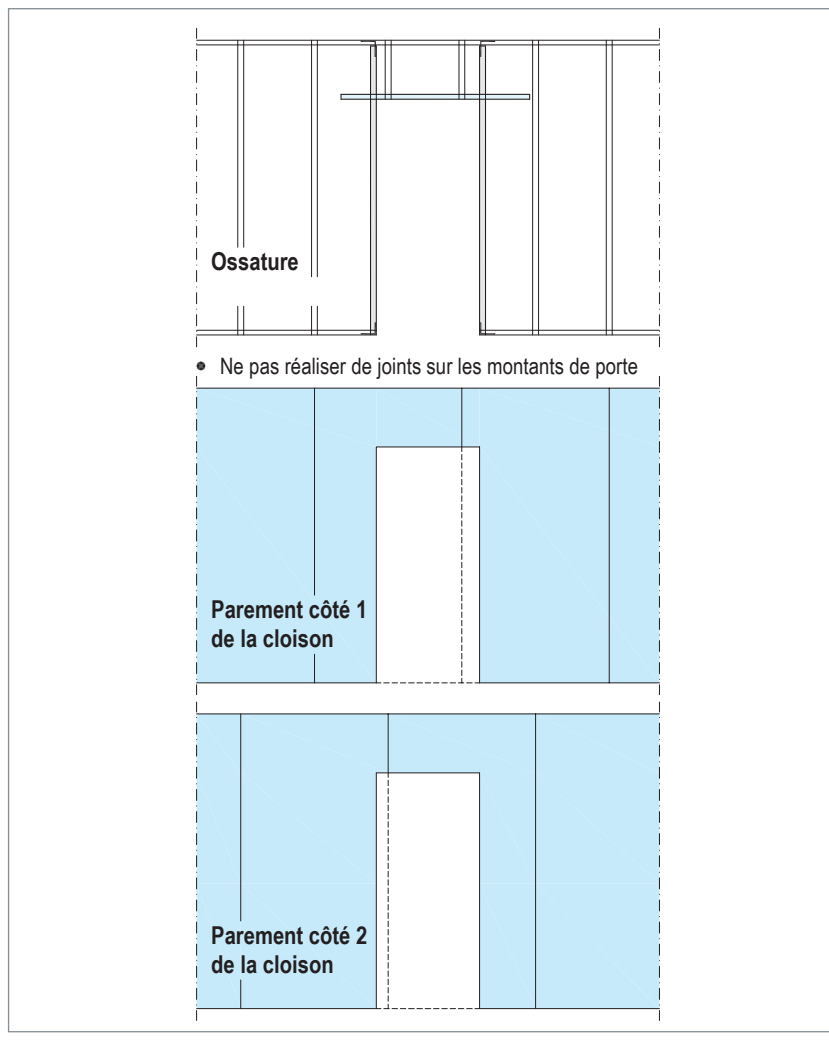 Ossature
• Ne pas réaliser de joints sur les montants de porte
Parement côté 1
de la cloison
Parement côté 2
de la cloison